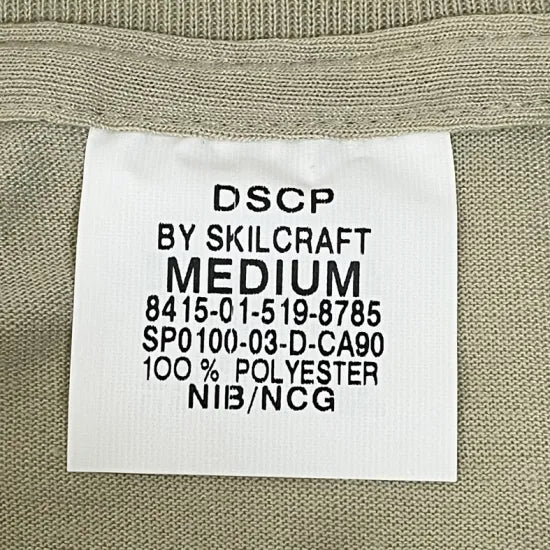 DSCP
BY SKILCRAFT
MEDIUM
8415-01-519-8785
SP0100-03-D-CA90
100 % POLYESTER
NIB/NCG